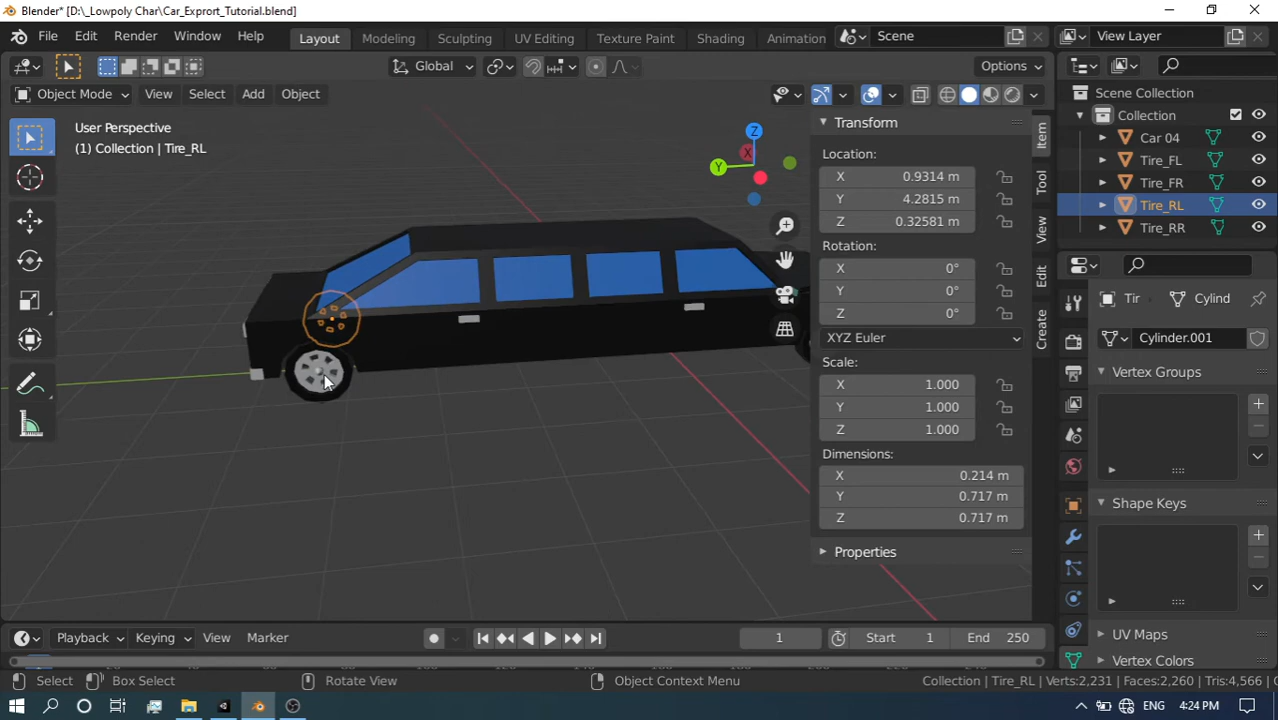 Blender* [D:\_Lowpoly Char\Car_Exprort_Tutorial.blend]
File Edit Render Window Help Layout Modeling Sculpting UV Editing Texture Paint Shading Animation Scene View Layer
Global Options
Object Mode View Select Add Object
User Perspective
(1) Collection | Tire_RL
Z
X
Y
Transform
Location:
X 0.9314 m
Y 4.2815 m
Z 0.32581 m
Rotation:
X 0°
Y 0°
Z 0°
XYZ Euler
Scale:
X 1.000
Y 1.000
Z 1.000
Dimensions:
X 0.214 m
Y 0.717 m
Z 0.717 m
Properties
Item
Tool
View
Edit
Create
Scene Collection
Collection
Car 04
Tire_FL
Tire_FR
Tire_RL
Tire_RR
Tir Cylind
Cylinder.001
Vertex Groups
Shape Keys
UV Maps
Vertex Colors
Playback Keying View Marker 1 Start 1 End 250
Select Box Select Rotate View Object Context Menu Collection | Tire_RL | Verts:2,231 | Faces:2,260 | Tris:4,566 |
ENG 4:24 PM